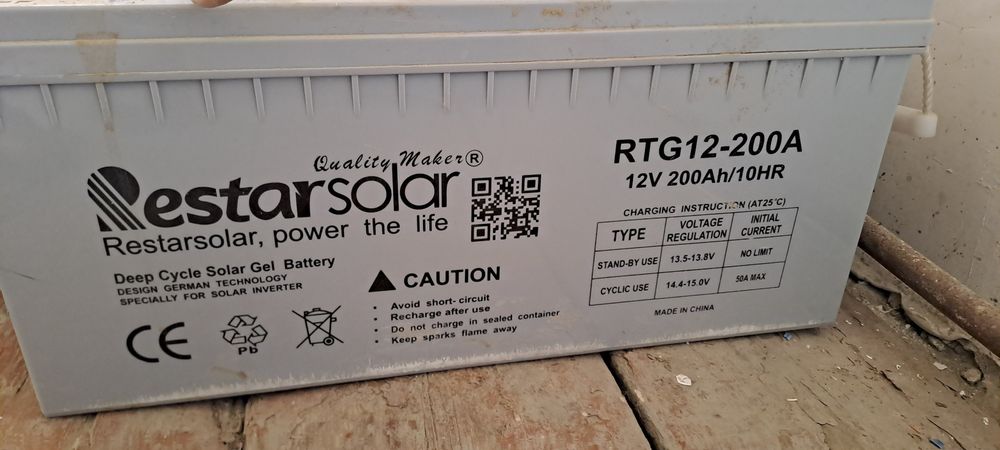 Quality Maker®
Restarsolar
Restarsolar, power the life
Deep Cycle Solar Gel Battery
DESIGN GERMAN TECHNOLOGY
SPECIALLY FOR SOLAR INVERTER
CE
Pb
CAUTION
• Avoid short-circuit
• Recharge after use
• Do not charge in sealed container
• Keep sparks flame away
RTG12-200A
12V 200Ah/10HR
CHARGING INSTRUCTION (AT25℃)
TYPE VOLTAGE REGULATION INITIAL CURRENT
STAND-BY USE 13.5-13.8V NO LIMIT
CYCLIC USE 14.4-15.0V 50A MAX
MADE IN CHINA